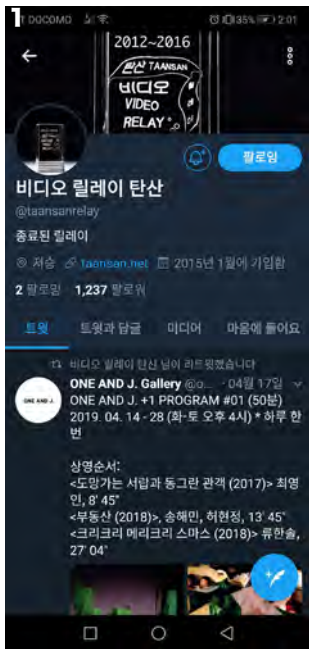 1
DOCOMO 35% 2:01
2012~2016
탄산 TAANSAN
비디오
VIDEO
RELAY
팔로잉
비디오 릴레이 탄산
@taansanrelay
종료된 릴레이
저승 taansan.net 2015년 1월에 가입함
2 팔로잉 1,237 팔로워
트윗 트윗과 답글 미디어 마음에 들어요
비디오 릴레이 탄산 님이 리트윗했습니다
ONE AND J. Gallery @o... · 04월 17일
ONE AND J.
ONE AND J. +1 PROGRAM #01 (50분)
2019. 04. 14 - 28 (화-토 오후 4시) * 하루 한
번
상영순서:
<도망가는 서랍과 동그란 관객 (2017)> 최영
인, 8' 45"
<부동산 (2018)>, 송해민, 허현정, 13' 45"
<크리크리 메리크리 스마스 (2018)> 류한솔,
27' 04"